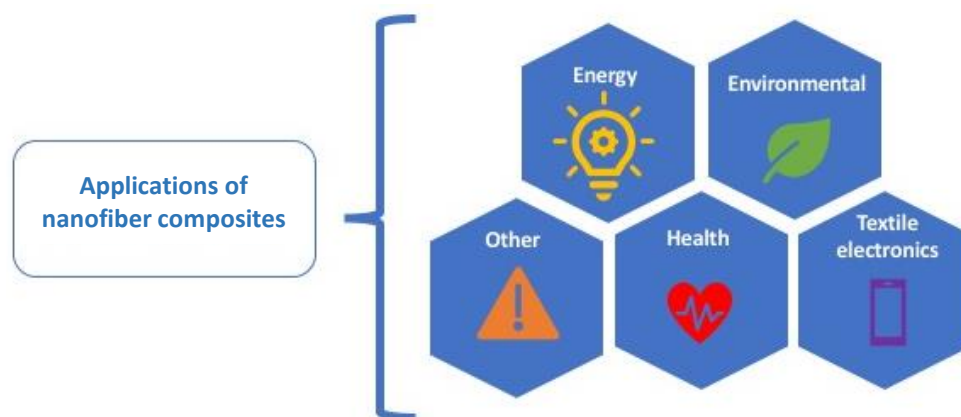 Applications of
nanofiber composites
Energy
Environmental
Other
Health
Textile
electronics